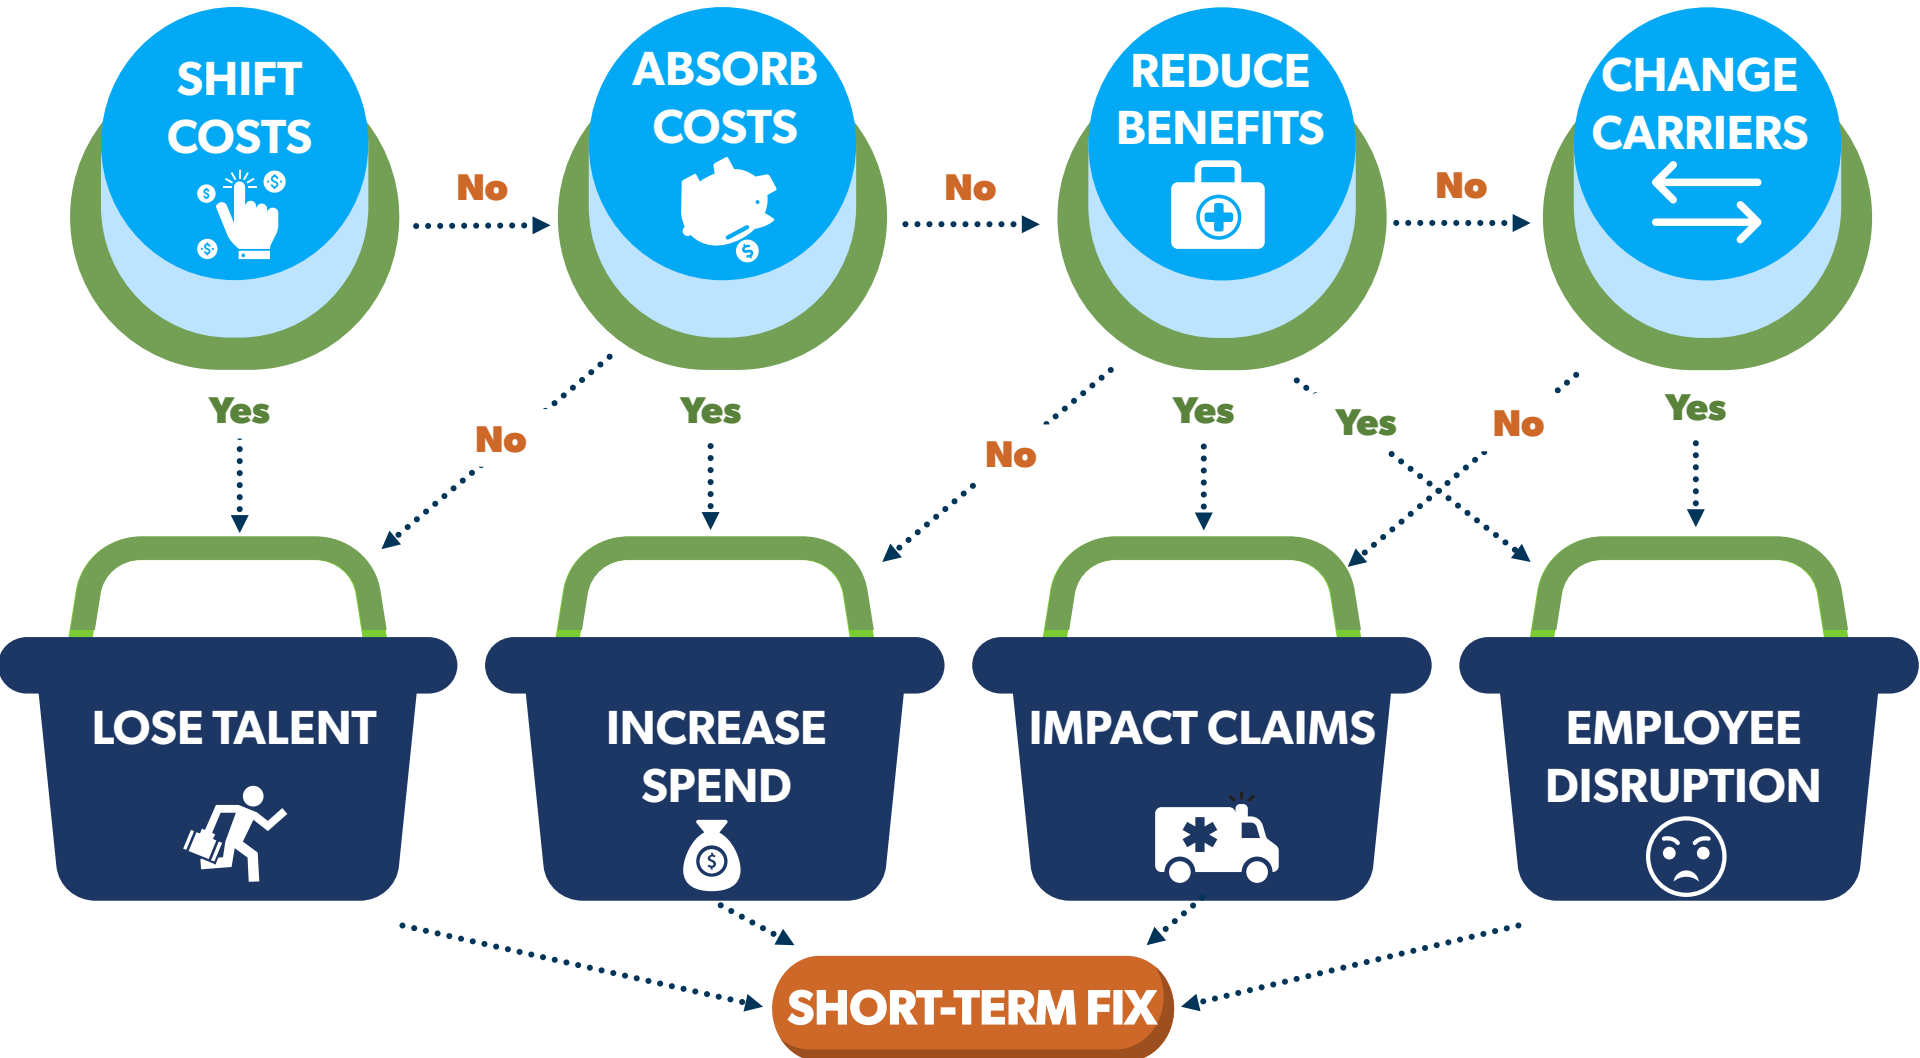 SHIFT
COSTS
No
ABSORB
COSTS
No
REDUCE
BENEFITS
No
CHANGE
CARRIERS
Yes
No
Yes
No
Yes
Yes
No
Yes
LOSE TALENT
INCREASE
SPEND
IMPACT CLAIMS
EMPLOYEE
DISRUPTION
SHORT-TERM FIX